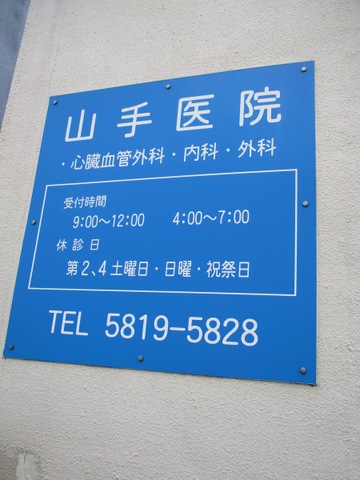 山手医院
・心臓血管外科・内科・外科
受付時間
9:00〜12:00 4:00〜7:00
休診日
第2、4土曜日・日曜・祝祭日
TEL 5819-5828